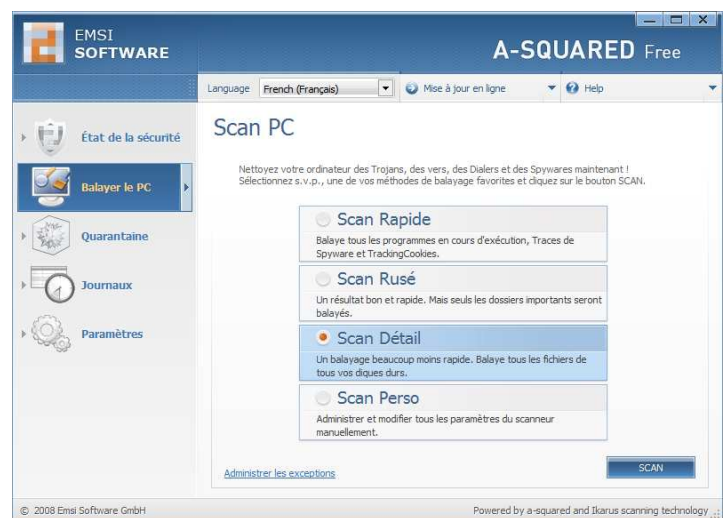 EMSI
SOFTWARE
A-SQUARED Free
Language French (Français) Mise à jour en ligne Help
État de la sécurité
Balayer le PC
Quarantaine
Journaux
Paramètres
Scan PC
Nettoyez votre ordinateur des Trojans, des vers, des Dialers et des Spywares maintenant !
Sélectionnez s.v.p., une de vos méthodes de balayage favorites et cliquez sur le bouton SCAN.
Scan Rapide
Balaye tous les programmes en cours d'exécution, Traces de
Spyware et TrackingCookies.
Scan Rusé
Un résultat bon et rapide. Mais seuls les dossiers importants seront
balayés.
Scan Détail
Un balayage beaucoup moins rapide. Balaye tous les fichiers de
tous vos diques durs.
Scan Perso
Administrer et modifier tous les paramètres du scanneur
manuellement.
Administrer les exceptions
SCAN
© 2008 Emsi Software GmbH
Powered by a-squared and Ikarus scanning technology